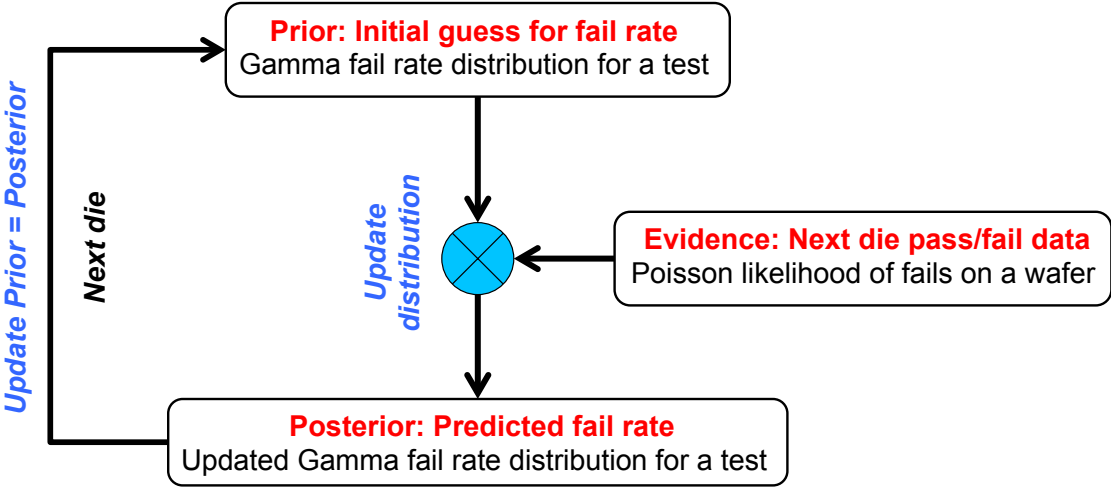 Prior: Initial guess for fail rate
Gamma fail rate distribution for a test
Update Prior = Posterior
Next die
Update
distribution
Evidence: Next die pass/fail data
Poisson likelihood of fails on a wafer
Posterior: Predicted fail rate
Updated Gamma fail rate distribution for a test